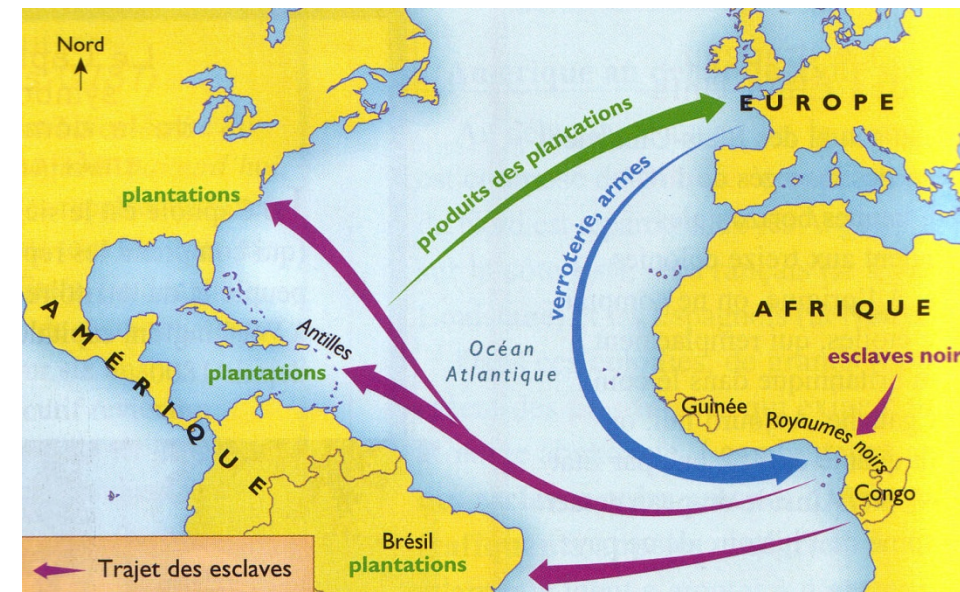 Nord
EUROPE
produits des plantations
plantations
verroterie, armes
AFRIQUE
AMÉRIQUE
Antilles
Océan
Atlantique
esclaves noir
plantations
Guinée
Royaumes noirs
Congo
Brésil
plantations
Trajet des esclaves